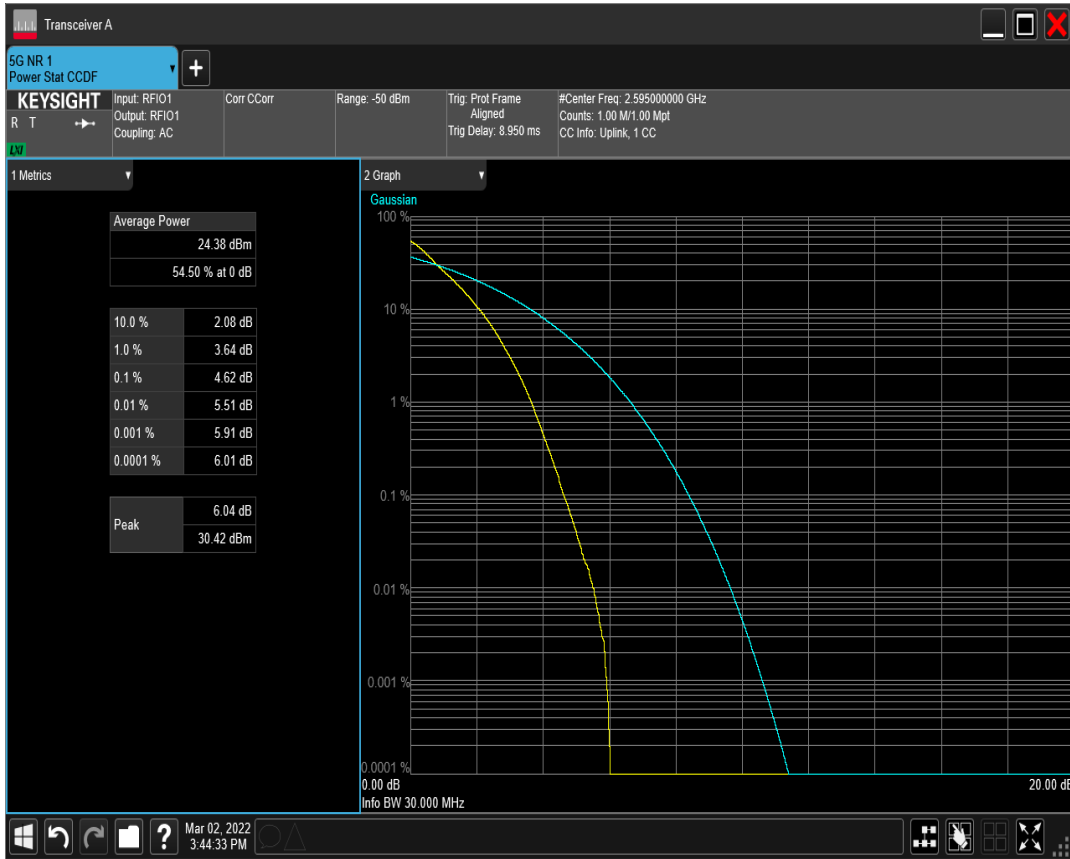 Transceiver A
5G NR 1
Power Stat CCDF
KEYSIGHT
R T
LXI
Input: RFIO1
Output: RFIO1
Coupling: AC
Corr CCorr
Range: -50 dBm
Trig: Prot Frame
Aligned
Trig Delay: 8.950 ms
#Center Freq: 2.595000000 GHz
Counts: 1.00 M/1.00 Mpt
CC Info: Uplink, 1 CC
1 Metrics
Average Power
24.38 dBm
54.50 % at 0 dB
10.0 % 2.08 dB
1.0 % 3.64 dB
0.1 % 4.62 dB
0.01 % 5.51 dB
0.001 % 5.91 dB
0.0001 % 6.01 dB
Peak
6.04 dB
30.42 dBm
2 Graph
Gaussian
100 %
10 %
1 %
0.1 %
0.01 %
0.001 %
0.0001 %
0.00 dB 20.00 dB
Info BW 30.000 MHz
?
Mar 02, 2022
3:44:33 PM